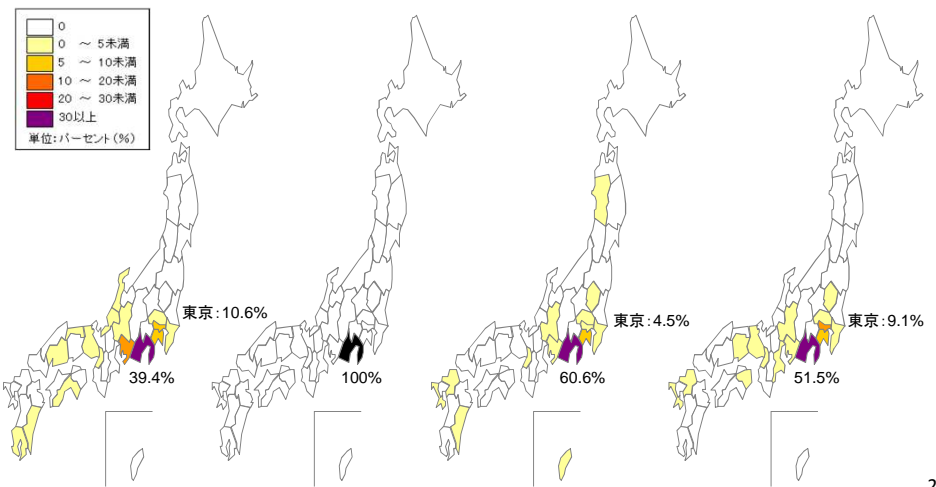 0
0 ～ 5未満
5 ～ 10未満
10 ～ 20未満
20 ～ 30未満
30以上
単位:パーセント(%)
東京:10.6%
39.4%
100%
東京:4.5%
60.6%
東京:9.1%
51.5%
2